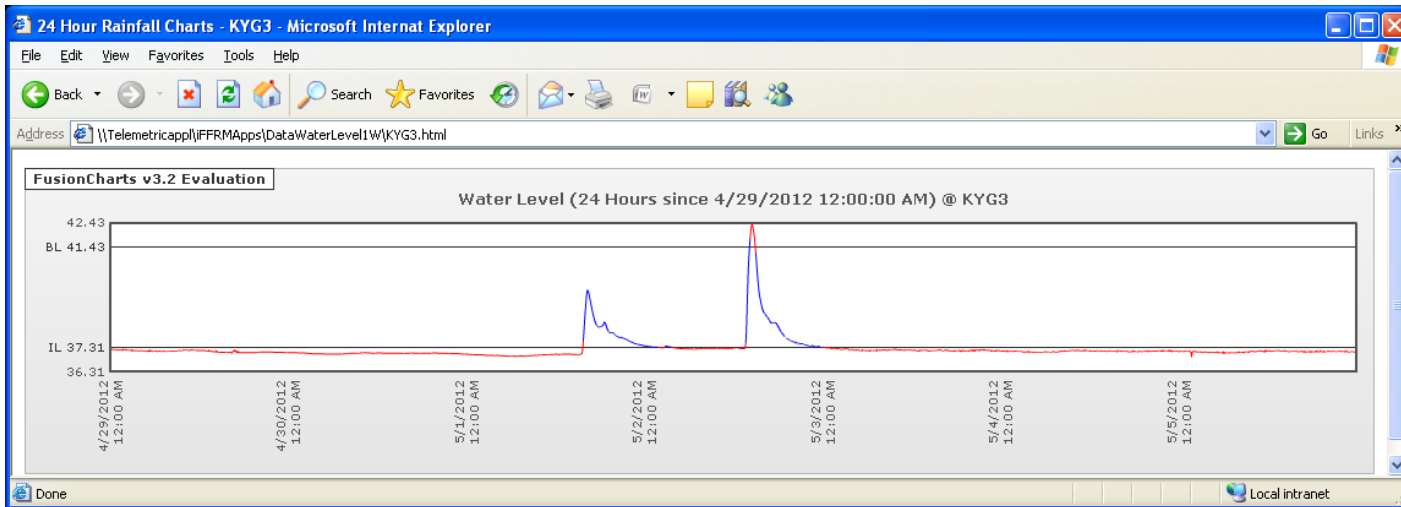 24 Hour Rainfall Charts - KYG3 - Microsoft Internat Explorer
File Edit View Favorites Tools Help
Back Search Favorites
Address \\Telemetricappl\iFFRMApps\DataWaterLevel1W\KYG3.html Go Links »
FusionCharts v3.2 Evaluation
Water Level (24 Hours since 4/29/2012 12:00:00 AM) @ KYG3
42.43
BL 41.43
IL 37.31
36.31
4/29/2012
12:00 AM
4/30/2012
12:00 AM
5/1/2012
12:00 AM
5/2/2012
12:00 AM
5/3/2012
12:00 AM
5/4/2012
12:00 AM
5/5/2012
12:00 AM
Done Local intranet